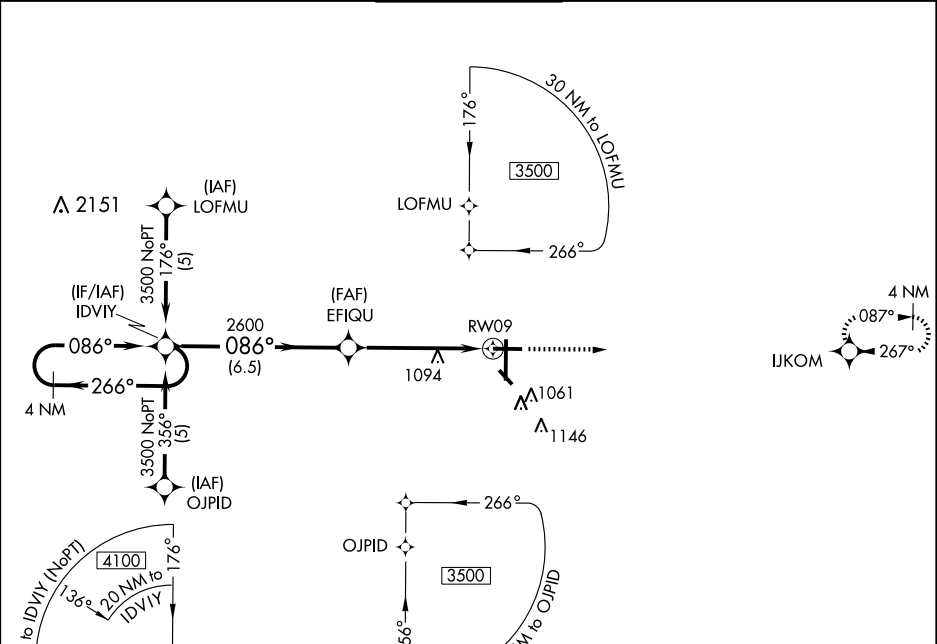 30 NM to LOFMU
176°
3500
LOFMU
266°
2151
(IAF)
LOFMU
3500 NoPT
176°
(5)
(IF/IAF)
IDVIY
086°
266°
4 NM
2600
086°
(6.5)
(FAF)
EFIQU
RW09
1094
1061
1146
4 NM
087°
267°
IJKOM
3500 NoPT
356°
(5)
(IAF)
OJPID
to IDVIY (NoPT)
4100
176°
136°
20 NM to
IDVIY
266°
OJPID
3500
to OJPID